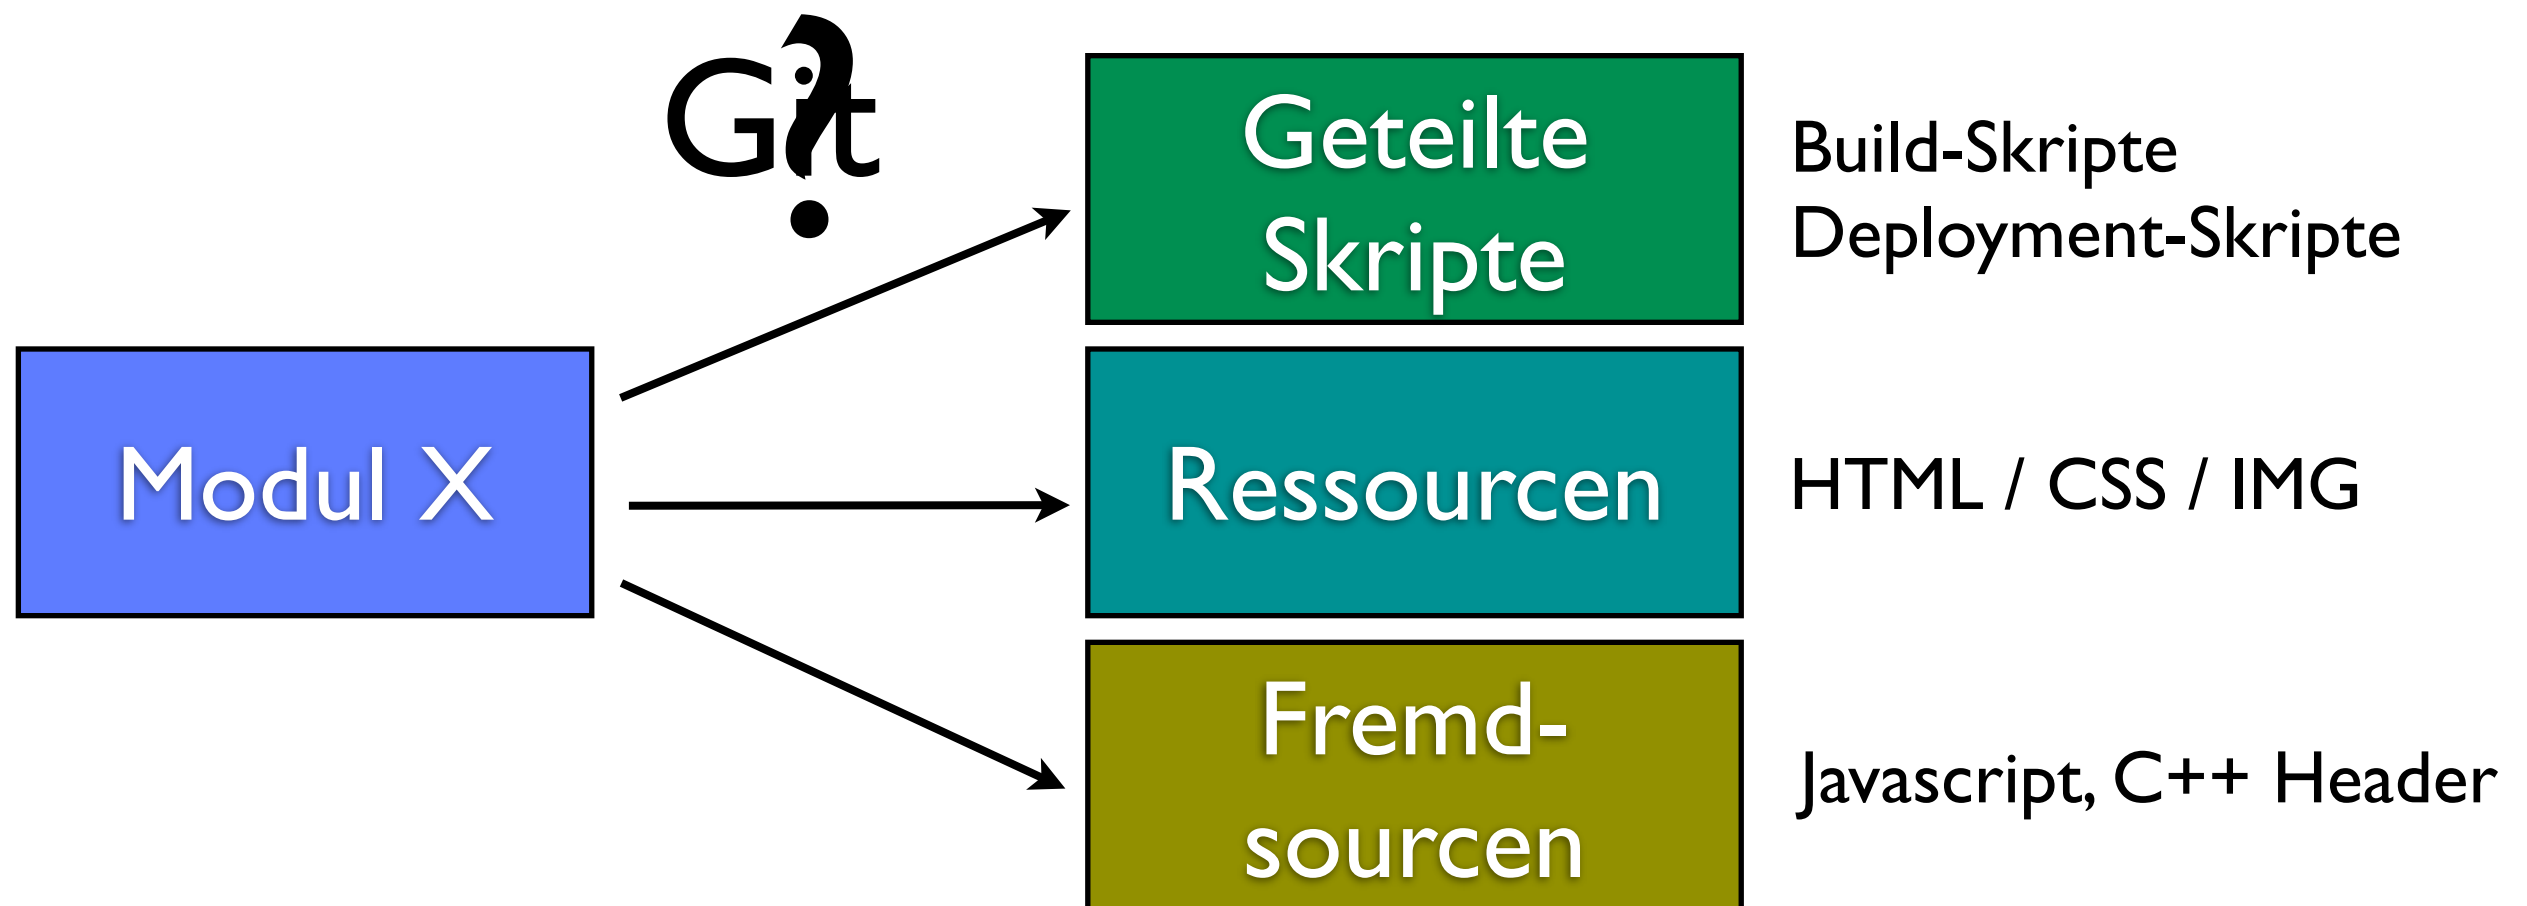 Git
?
Geteilte
Skripte
Build-Skripte
Deployment-Skripte
Modul X
Ressourcen
HTML / CSS / IMG
Fremd-
sourcen
Javascript, C++ Header